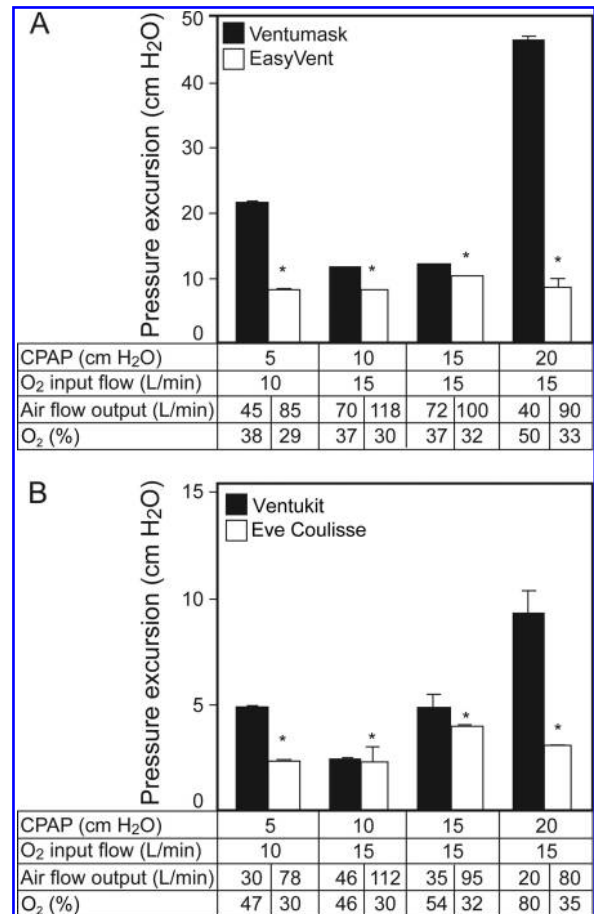 A
Pressure excursion (cm H₂O)
50
40
30
20
10
0
Ventumask
EasyVent
* * * *
CPAP (cm H₂O) 5 10 15 20
O₂ input flow (L/min) 10 15 15 15
Air flow output (L/min) 45 85 70 118 72 100 40 90
O₂ (%) 38 29 37 30 37 32 50 33
B
Pressure excursion (cm H₂O)
15
10
5
0
Ventukit
Eve Coulisse
* * * *
CPAP (cm H₂O) 5 10 15 20
O₂ input flow (L/min) 10 15 15 15
Air flow output (L/min) 30 78 46 112 35 95 20 80
O₂ (%) 47 30 46 30 54 32 80 35